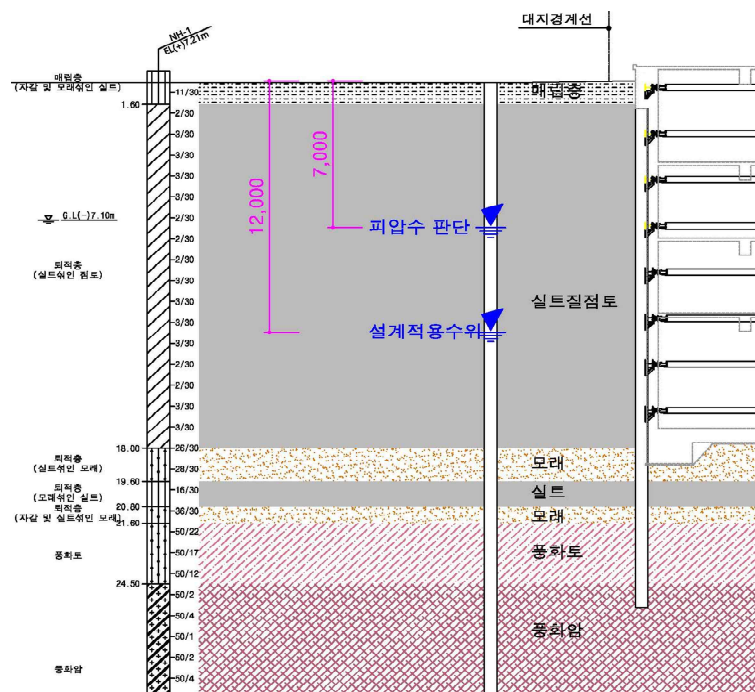 대지경계선
NH-1
EL(+)7.21m
매립층
(자갈 및 모래섞인 실트)
11/30
매립층
1.60
2/30
3/30
3/30
3/30
7,000
12,000
G.L(-)7.10m
2/30
피압수 판단
2/30
퇴적층
(실트섞인 점토)
3/30
3/30
실트질점토
3/30
설계적용수위
3/30
2/30
2/30
3/30
3/30
18.00
26/30
퇴적층
(실트섞인 모래)
모래
28/30
19.60
퇴적층
(모래섞인 실트)
16/30
실트
20.80
퇴적층
(자갈 및 실트섞인 모래)
36/30
모래
21.60
50/22
풍화토
50/17
풍화토
50/12
24.50
50/2
50/4
50/1
풍화암
50/2
풍화암
50/4